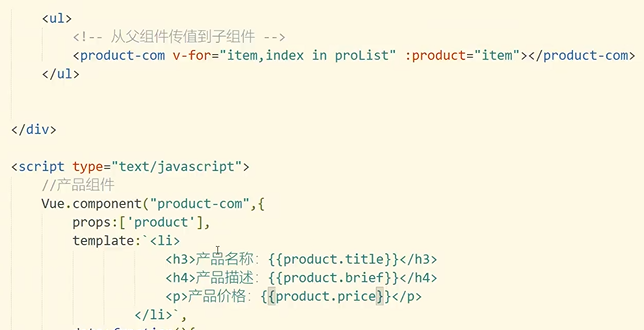 <ul>
<!-- 从父组件传值到子组件 -->
<product-com v-for="item,index in proList" :product="item"></product-com>
</ul>
</div>
<script type="text/javascript">
//产品组件
Vue.component("product-com",{
props:['product'],
template:`<li>
<h3>产品名称: {{product.title}}</h3>
<h4>产品描述: {{product.brief}}</h4>
<p>产品价格: {{product.price}}</p>
</li>`,